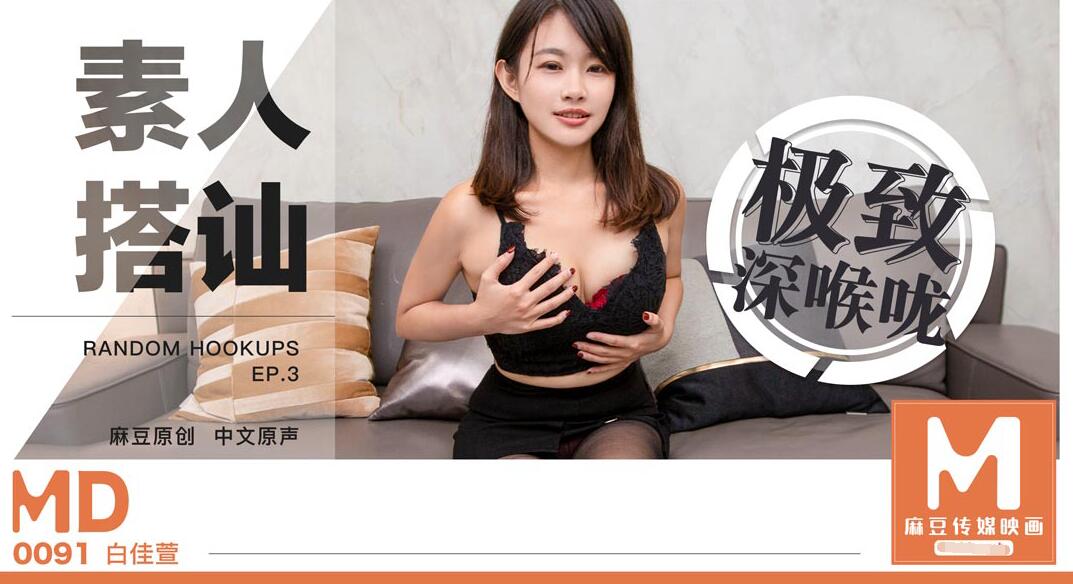 素人
搭讪
RANDOM HOOKUPS
EP.3
麻豆原创 中文原声
极致
深喉咙
MD
0091 白佳萱
M
麻豆传媒映画